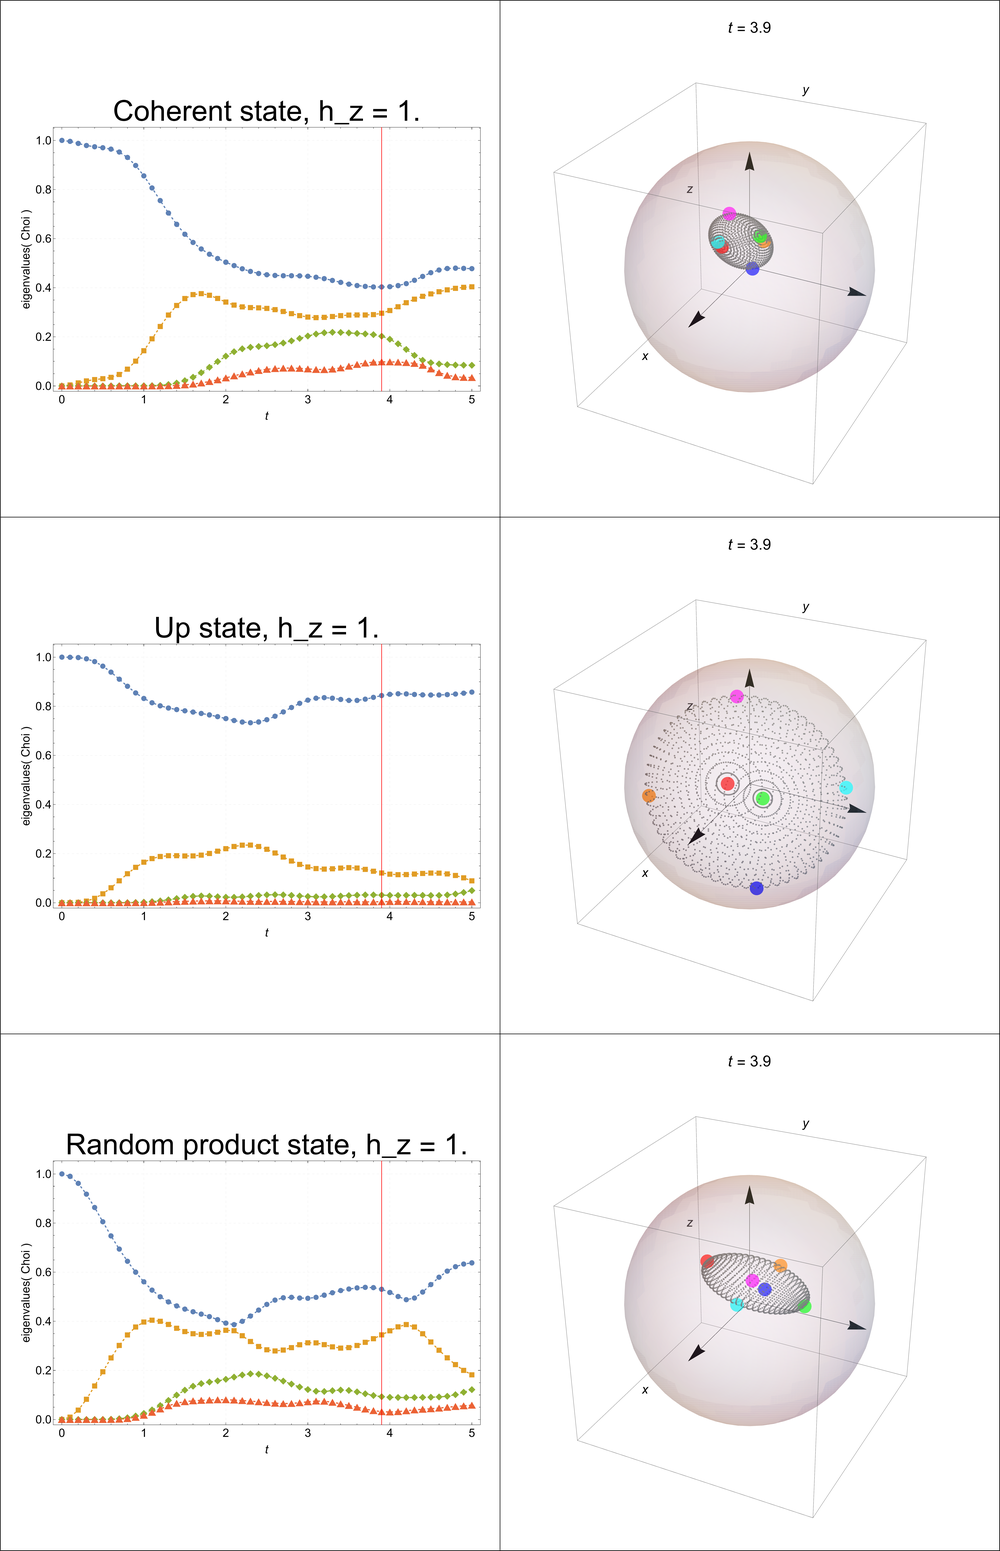 Coherent state, h_z = 1.
eigenvalues( Choi )
1.0
0.8
0.6
0.4
0.2
0.0
0 1 2 3 4 5
t
t = 3.9
y
z
x
Up state, h_z = 1.
eigenvalues( Choi )
1.0
0.8
0.6
0.4
0.2
0.0
0 1 2 3 4 5
t
t = 3.9
y
z
x
Random product state, h_z = 1.
eigenvalues( Choi )
1.0
0.8
0.6
0.4
0.2
0.0
0 1 2 3 4 5
t
t = 3.9
y
z
x